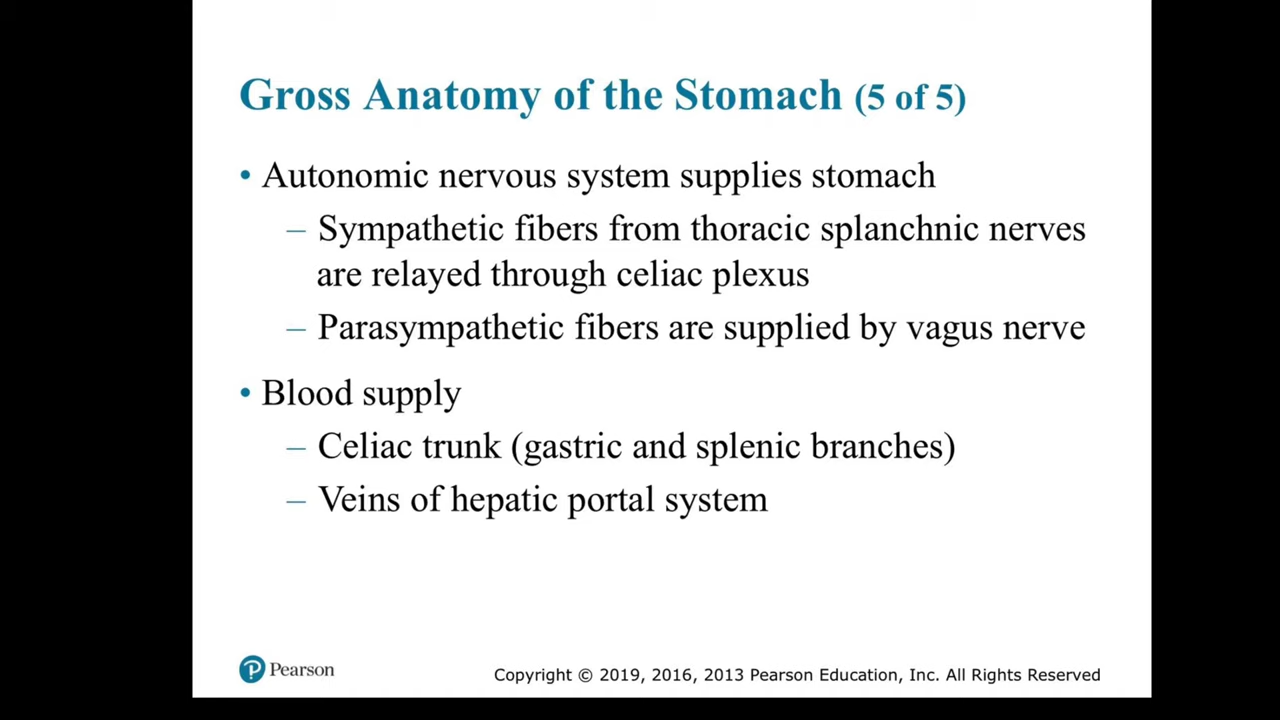 Gross Anatomy of the Stomach (5 of 5)
• Autonomic nervous system supplies stomach
– Sympathetic fibers from thoracic splanchnic nerves
are relayed through celiac plexus
– Parasympathetic fibers are supplied by vagus nerve
• Blood supply
– Celiac trunk (gastric and splenic branches)
– Veins of hepatic portal system
P Pearson
Copyright © 2019, 2016, 2013 Pearson Education, Inc. All Rights Reserved